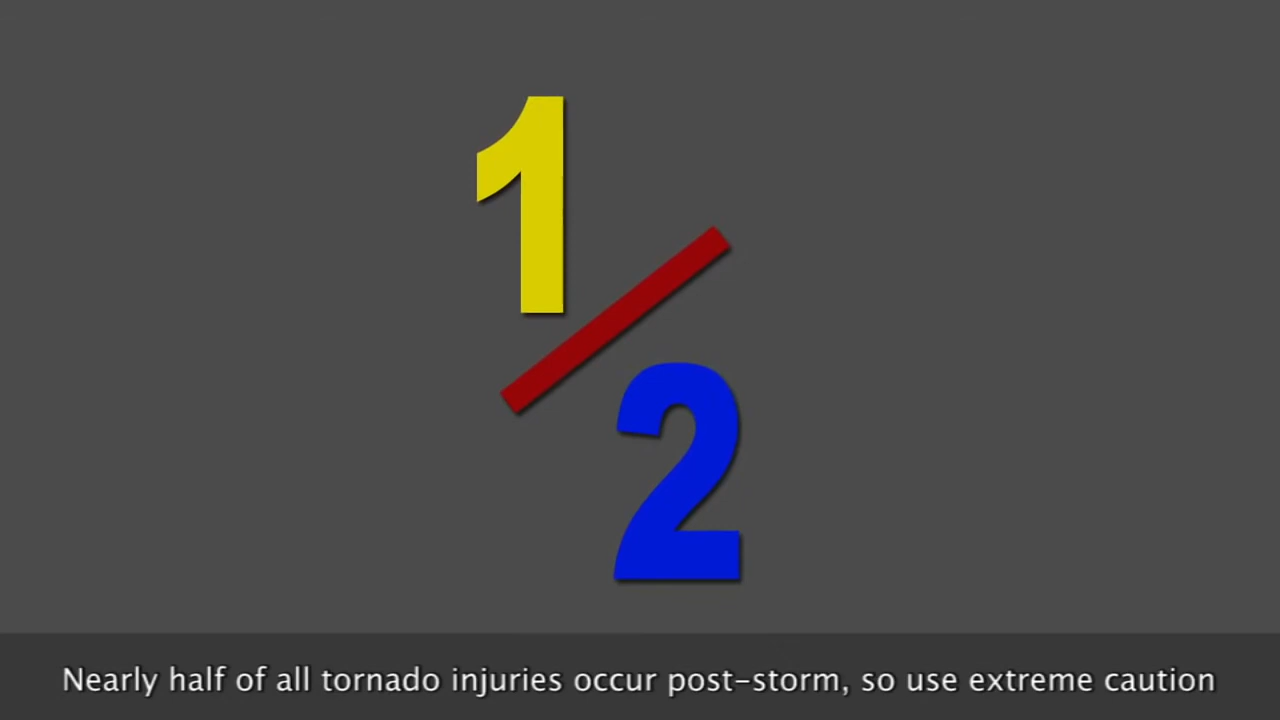 1/2
Nearly half of all tornado injuries occur post-storm, so use extreme caution